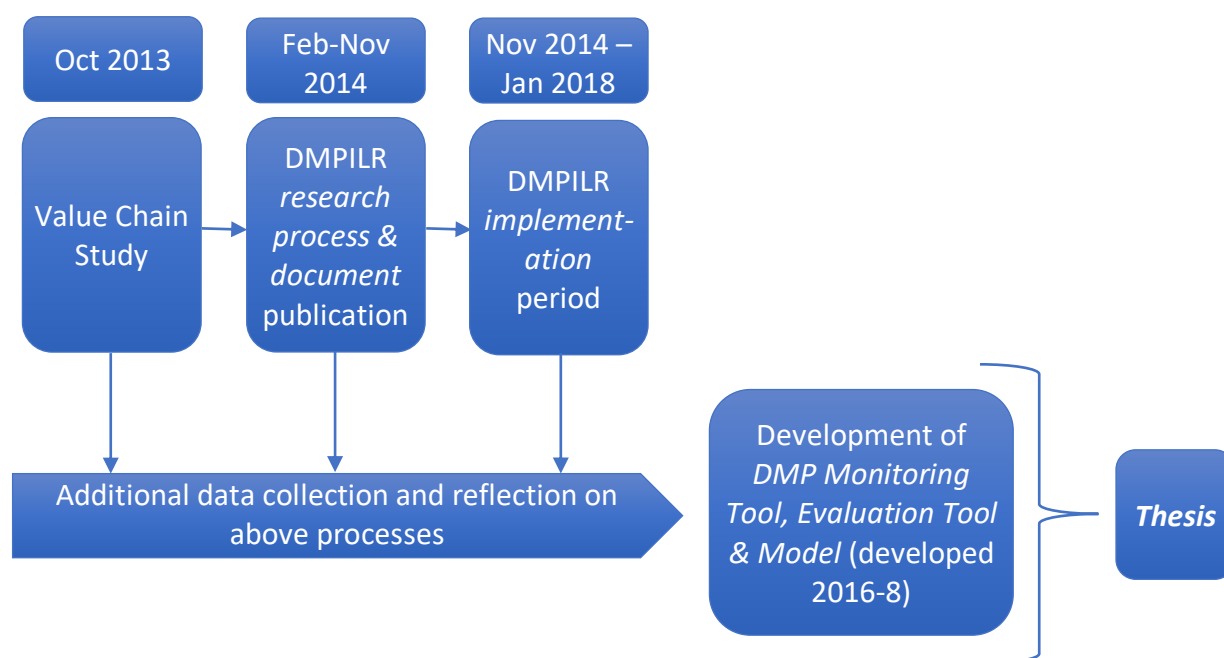 Oct 2013
Feb-Nov
2014
Nov 2014 –
Jan 2018
Value Chain
Study
DMPILR
research
process &
document
publication
DMPILR
implement-
ation
period
Additional data collection and reflection on
above processes
Development of
DMP Monitoring
Tool, Evaluation Tool
& Model (developed
2016-8)
Thesis